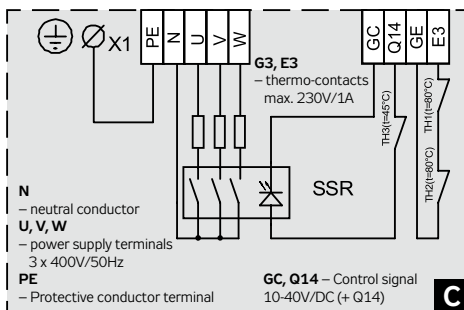 X1
PE
N
U
V
W
GC
Q14
GE
E3
G3, E3
– thermo-contacts
max. 230V/1A
TH3(t=45°C)
TH1(t=80°C)
TH2(t=80°C)
SSR
N
– neutral conductor
U, V, W
– power supply terminals
3 x 400V/50Hz
PE
– Protective conductor terminal
GC, Q14 – Control signal
10-40V/DC (+ Q14)
C